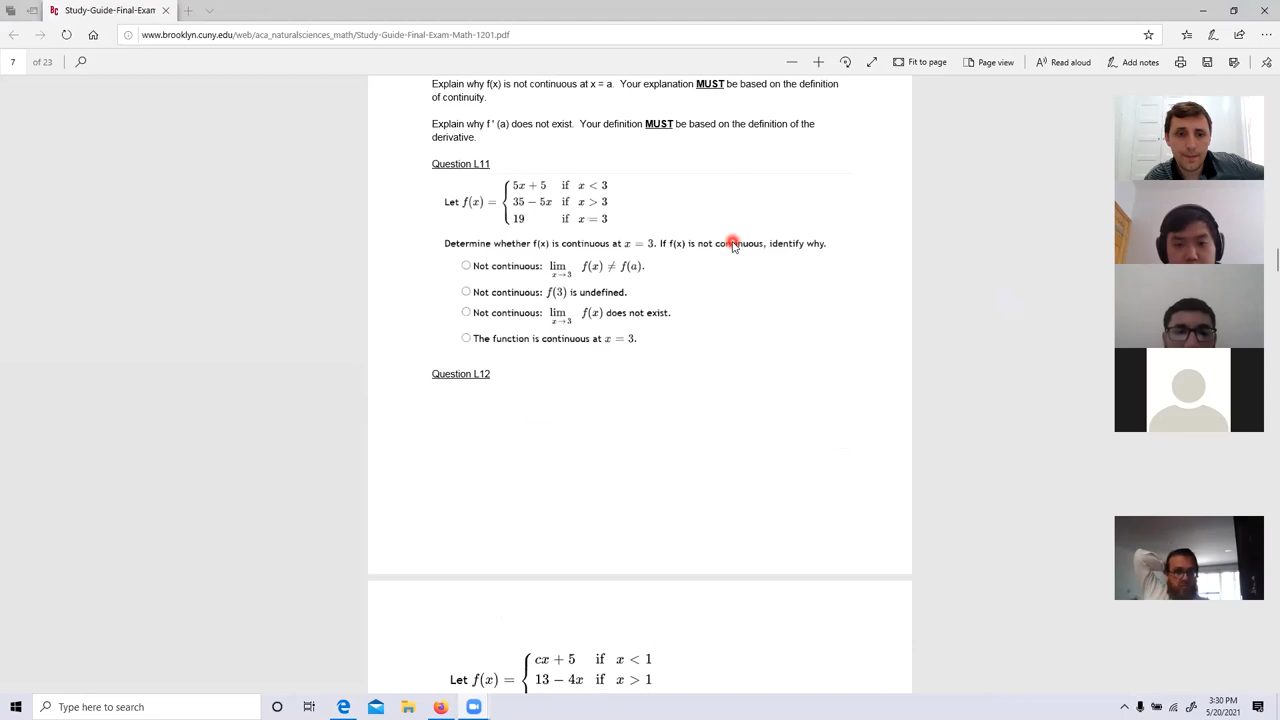 Study-Guide-Final-Exam
www.brooklyn.cuny.edu/web/aca_naturalsciences_math/Study-Guide-Final-Exam-Math-1201.pdf
7 of 23
Fit to page
Page view
Read aloud
Add notes
Explain why f(x) is not continuous at x = a. Your explanation MUST be based on the definition
of continuity.
Explain why f ' (a) does not exist. Your definition MUST be based on the definition of the
derivative.
Question L11
Let f(x) = { 5x + 5 if x < 3
35 − 5x if x > 3
19 if x = 3
Determine whether f(x) is continuous at x = 3. If f(x) is not continuous, identify why.
Not continuous: lim x→3 f(x) ≠ f(a).
Not continuous: f(3) is undefined.
Not continuous: lim x→3 f(x) does not exist.
The function is continuous at x = 3.
Question L12
Let f(x) = { cx + 5 if x < 1
13 − 4x if x > 1
Type here to search
3:30 PM
5/20/2021